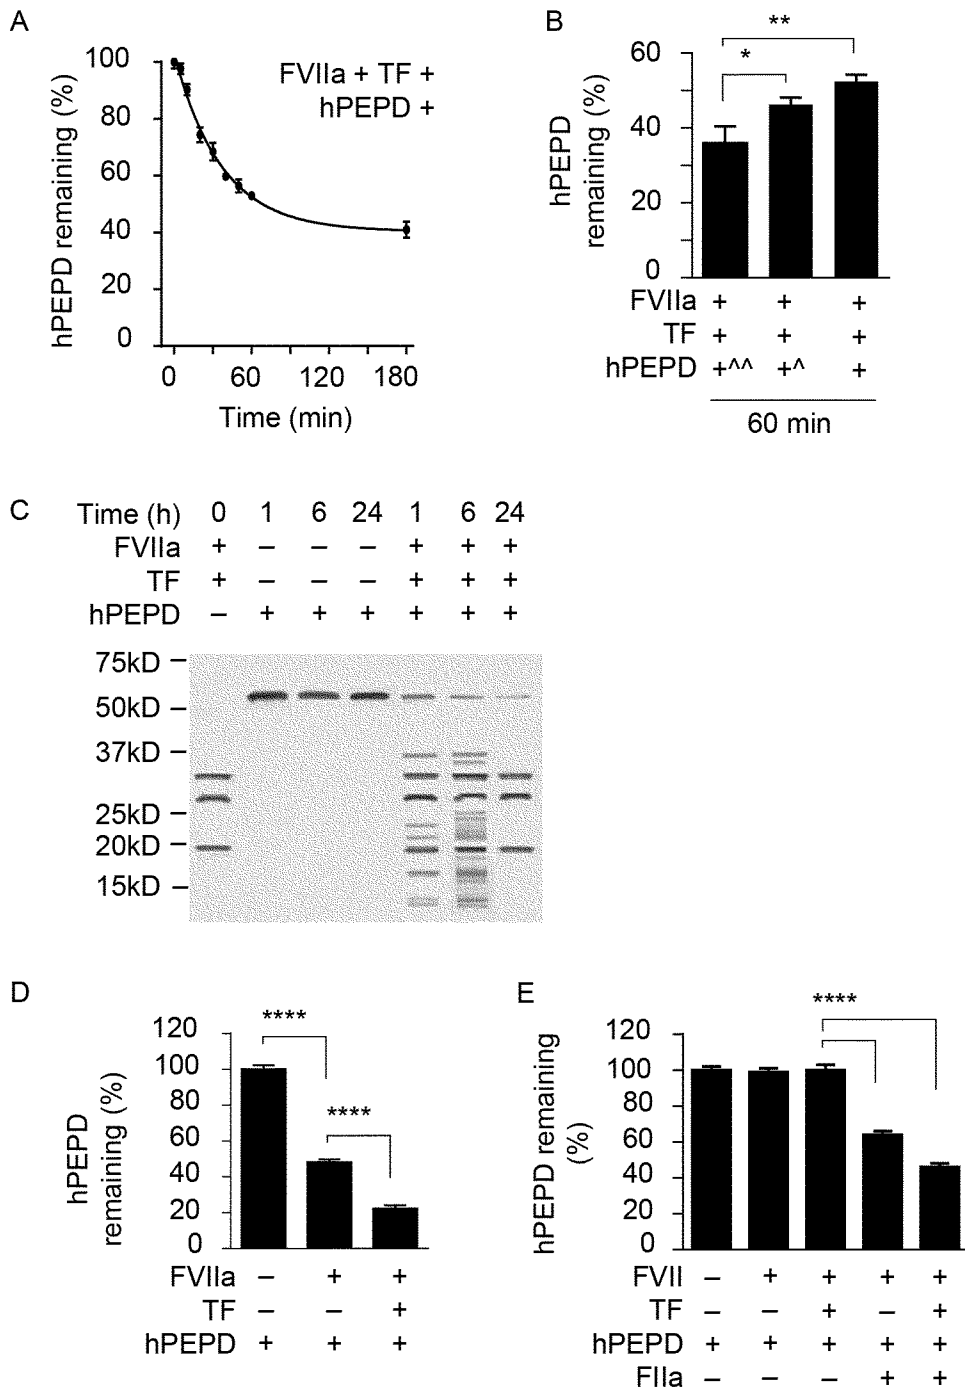 A
hPEPD remaining (%)
100
80
60
40
20
0
FVIIa + TF +
hPEPD +
0 60 120 180
Time (min)
B
hPEPD
remaining (%)
60
40
20
0
**
*
FVIIa + + +
TF + + +
hPEPD +^^ +^ +
60 min
C
Time (h) 0 1 6 24 1 6 24
FVIIa + – – – + + +
TF + – – – + + +
hPEPD – + + + + + +
75kD
50kD
37kD
25kD
20kD
15kD
D
hPEPD
remaining (%)
120
100
80
60
40
20
0
****
****
FVIIa – + +
TF – – +
hPEPD + + +
E
hPEPD remaining
(%)
120
100
80
60
40
20
0
****
FVII – + + + +
TF – – + – +
hPEPD + + + + +
FIIa – – – + +